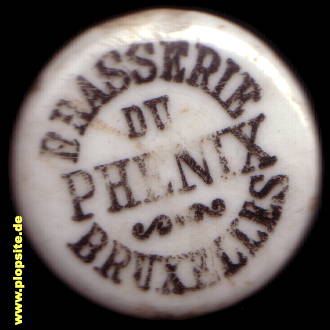 BRASSERIE
DU
PHENIX
BRUXELLES
www.plopsite.de